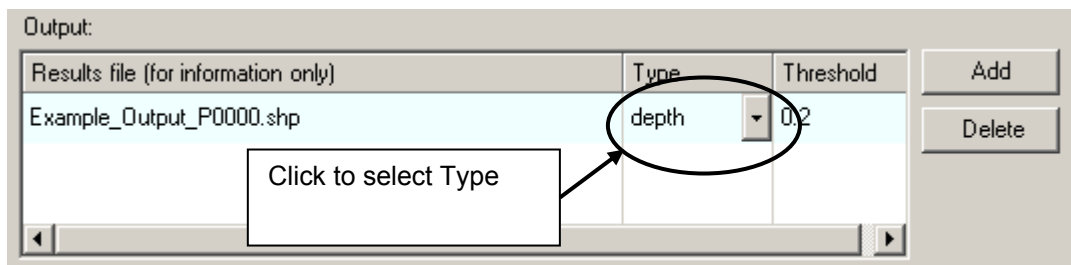 Output:
Results file (for information only) Type Threshold Add
Example_Output_P0000.shp depth 0.2 Delete
Click to select Type